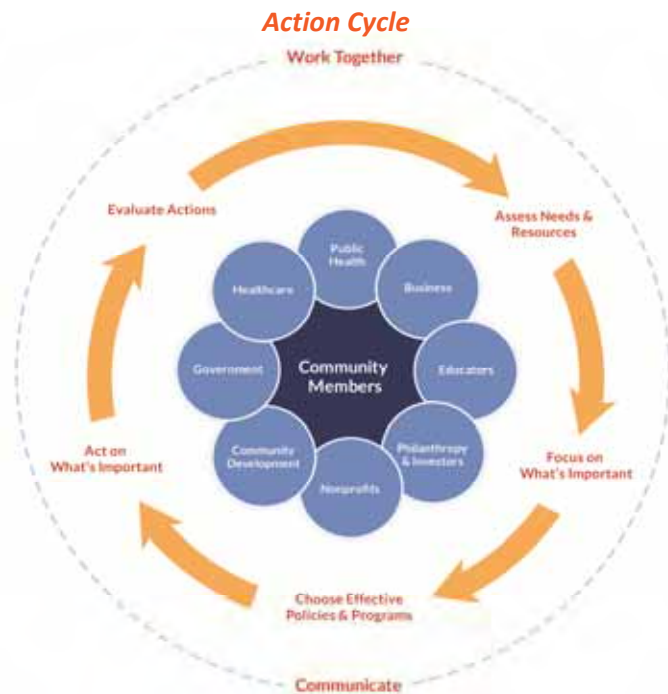 Action Cycle
Work Together
Evaluate Actions
Assess Needs &
Resources
Public
Health
Healthcare
Business
Government
Community
Members
Educators
Act on
What's Important
Community
Development
Philanthropy
& Investors
Focus on
What's Important
Nonprofits
Choose Effective
Policies & Programs
Communicate